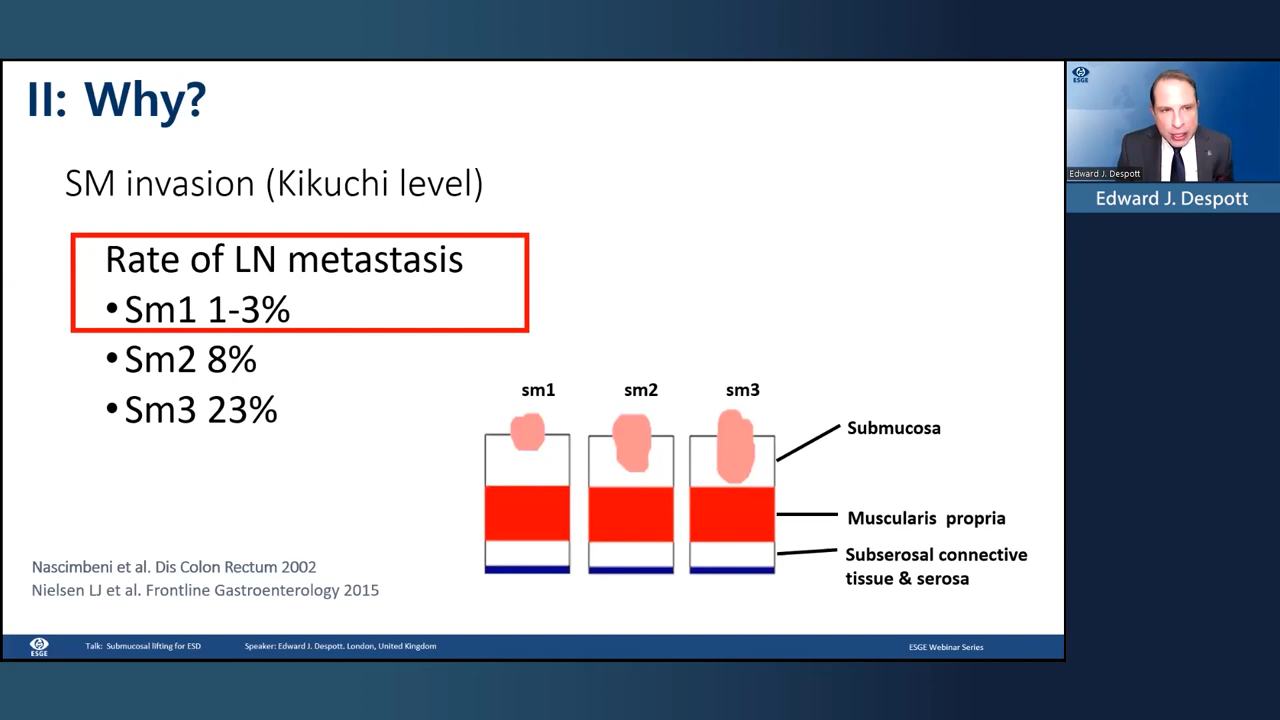 II: Why?
SM invasion (Kikuchi level)
Rate of LN metastasis
•Sm1 1-3%
•Sm2 8%
•Sm3 23%
sm1
sm2
sm3
Submucosa
Muscularis propria
Subserosal connective
tissue & serosa
Nascimbeni et al. Dis Colon Rectum 2002
Nielsen LJ et al. Frontline Gastroenterology 2015
ESGE
Talk: Submucosal lifting for ESD
Speaker: Edward J. Despott. London, United Kingdom
ESGE Webinar Series
ESGE
Edward J. Despott
Edward J. Despott